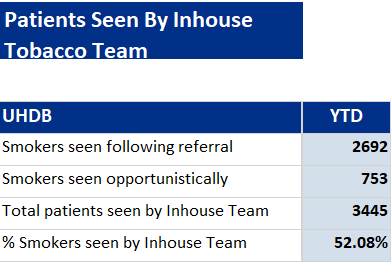 Patients Seen By Inhouse
Tobacco Team
UHDB YTD
Smokers seen following referral 2692
Smokers seen opportunistically 753
Total patients seen by Inhouse Team 3445
% Smokers seen by Inhouse Team 52.08%